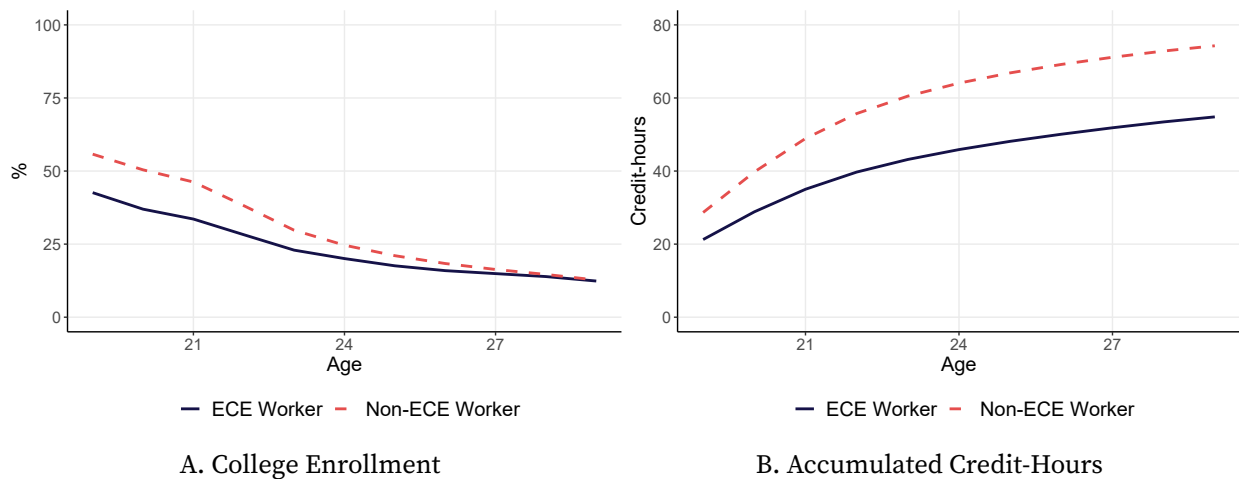 100
75
50
25
0
%
21 24 27
Age
ECE Worker Non-ECE Worker
A. College Enrollment
80
60
40
20
0
Credit-hours
21 24 27
Age
ECE Worker Non-ECE Worker
B. Accumulated Credit-Hours